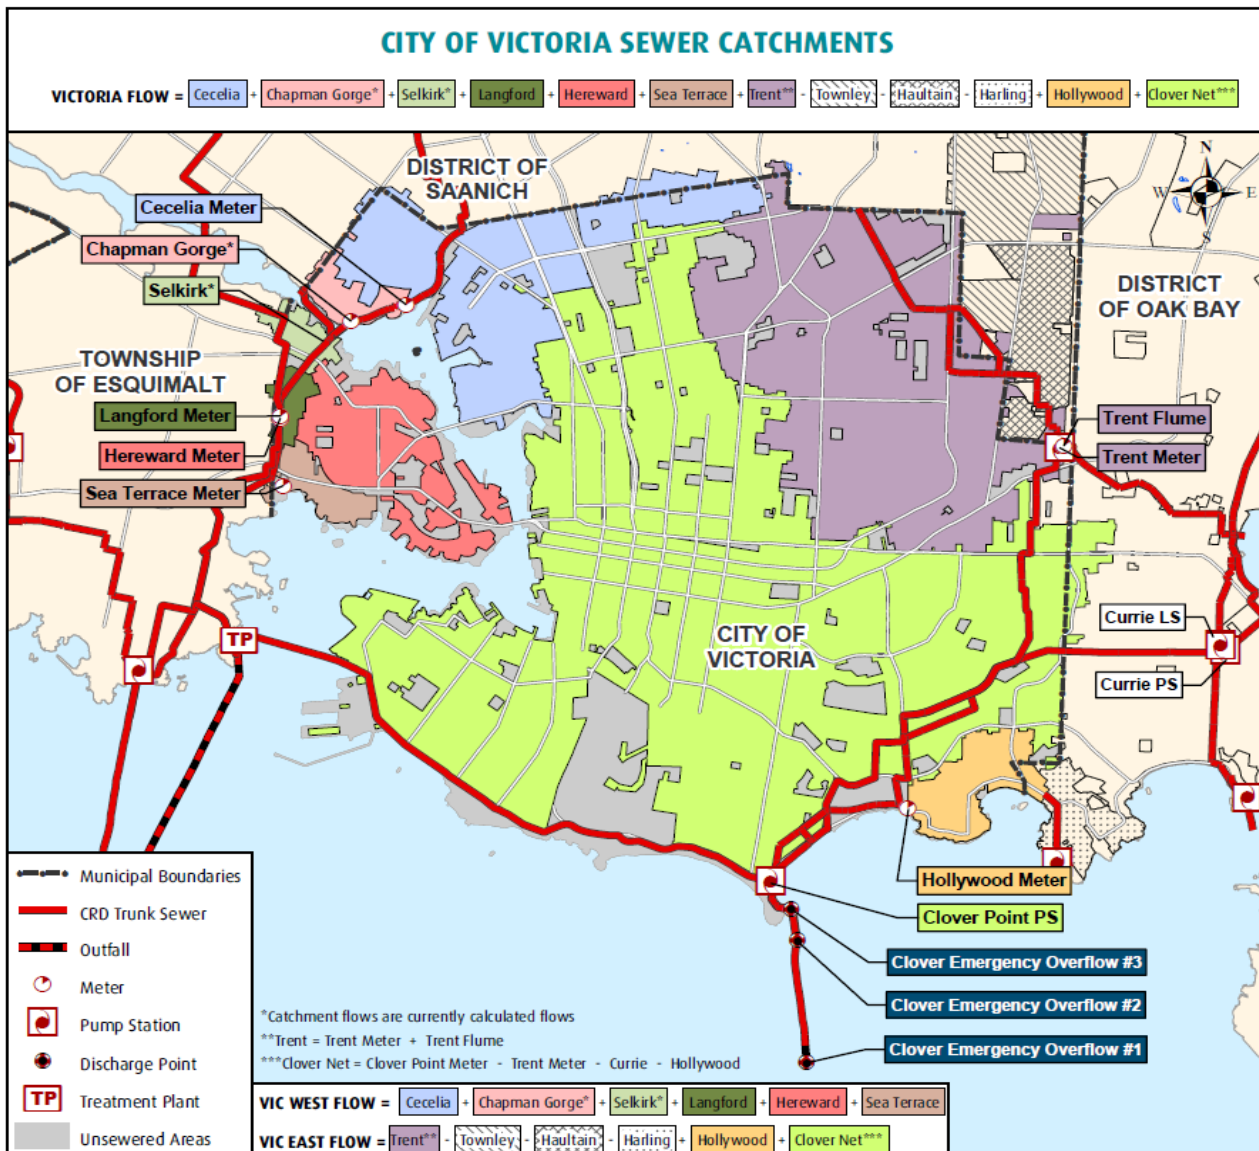 CITY OF VICTORIA SEWER CATCHMENTS
VICTORIA FLOW = Cecelia + Chapman Gorge* + Selkirk* + Langford + Hereward + Sea Terrace + Trent** - Townley - Haultain - Harling + Hollywood + Clover Net***
DISTRICT OF
SAANICH
N
W E
S
Cecelia Meter
Chapman Gorge*
Selkirk*
DISTRICT
OF OAK BAY
TOWNSHIP
OF ESQUIMALT
Langford Meter
Trent Flume
Hereward Meter
Trent Meter
Sea Terrace Meter
Currie LS
TP
CITY OF
VICTORIA
Currie PS
Hollywood Meter
Clover Point PS
Clover Emergency Overflow #3
Clover Emergency Overflow #2
Clover Emergency Overflow #1
Municipal Boundaries
CRD Trunk Sewer
Outfall
Meter
Pump Station
Discharge Point
TP Treatment Plant
Unsewered Areas
*Catchment flows are currently calculated flows
**Trent = Trent Meter + Trent Flume
***Clover Net = Clover Point Meter - Trent Meter - Currie - Hollywood
VIC WEST FLOW = Cecelia + Chapman Gorge* + Selkirk* + Langford + Hereward + Sea Terrace
VIC EAST FLOW = Trent** - Townley - Haultain - Harling + Hollywood + Clover Net***